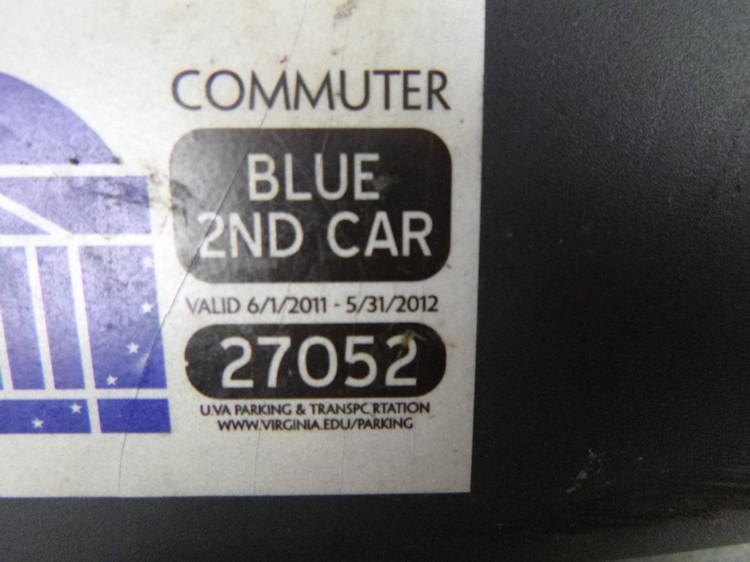 COMMUTER
BLUE
2ND CAR
VALID 6/1/2011 - 5/31/2012
27052
U.VA PARKING & TRANSPORTATION
WWW.VIRGINIA.EDU/PARKING